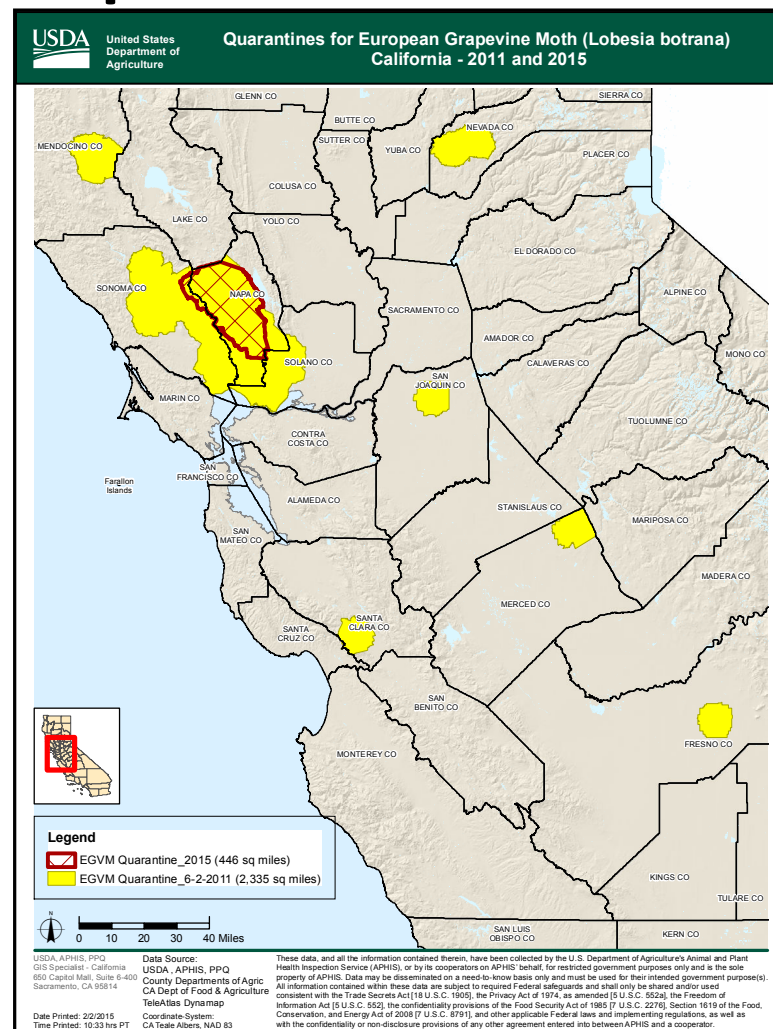 USDA
United States
Department of
Agriculture
Quarantines for European Grapevine Moth (Lobesia botrana)
California - 2011 and 2015
GLENN CO
SIERRA CO
BUTTE CO
NEVADA CO
SUTTER CO
MENDOCINO CO
YUBA CO
PLACER CO
COLUSA CO
LAKE CO
YOLO CO
EL DORADO CO
SONOMA CO
NAPA CO
ALPINE CO
SACRAMENTO CO
AMADOR CO
MONO CO
SOLANO CO
CALAVERAS CO
SAN
JOAQUIN CO
MARIN CO
TUOLUMNE CO
CONTRA
COSTA CO
SAN
FRANCISCO CO
Farallon
Islands
ALAMEDA CO
STANISLAUS CO
MARIPOSA CO
SAN
MATEO CO
MADERA CO
MERCED CO
SANTA
CLARA CO
SANTA
CRUZ CO
SAN
BENITO CO
FRESNO CO
MONTEREY CO
KINGS CO
TULARE CO
SAN LUIS
OBISPO CO
KERN CO
Legend
EGVM Quarantine_2015 (446 sq miles)
EGVM Quarantine_6-2-2011 (2,335 sq miles)
N
0 10 20 30 40 Miles
USDA, APHIS, PPQ
GIS Specialist - California
650 Capitol Mall, Suite 6-400
Sacramento, CA 95814
Date Printed: 2/2/2015
Time Printed: 10:33 hrs PT
Data Source:
USDA , APHIS, PPQ
County Departments of Agric
CA Dept of Food & Agriculture
TeleAtlas Dynamap
Coordinate-System:
CA Teale Albers, NAD 83
These data, and all the information contained therein, have been collected by the U.S. Department of Agriculture's Animal and Plant
Health Inspection Service (APHIS), or by its cooperators on APHIS' behalf, for restricted government purposes only and is the sole
property of APHIS. Data may be disseminated on a need-to-know basis only and must be used for their intended government purpose(s).
All information contained within these data are subject to required Federal safeguards and shall only be shared and/or used
consistent with the Trade Secrets Act [18 U.S.C. 1905], the Privacy Act of 1974, as amended [5 U.S.C. 552a], the Freedom of
Information Act [5 U.S.C. 552], the confidentiality provisions of the Food Security Act of 1985 [7 U.S.C. 2276], Section 1619 of the Food,
Conservation, and Energy Act of 2008 [7 U.S.C. 8791], and other applicable Federal laws and implementing regulations, as well as
with the confidentiality or non-disclosure provisions of any other agreement entered into between APHIS and a cooperator.